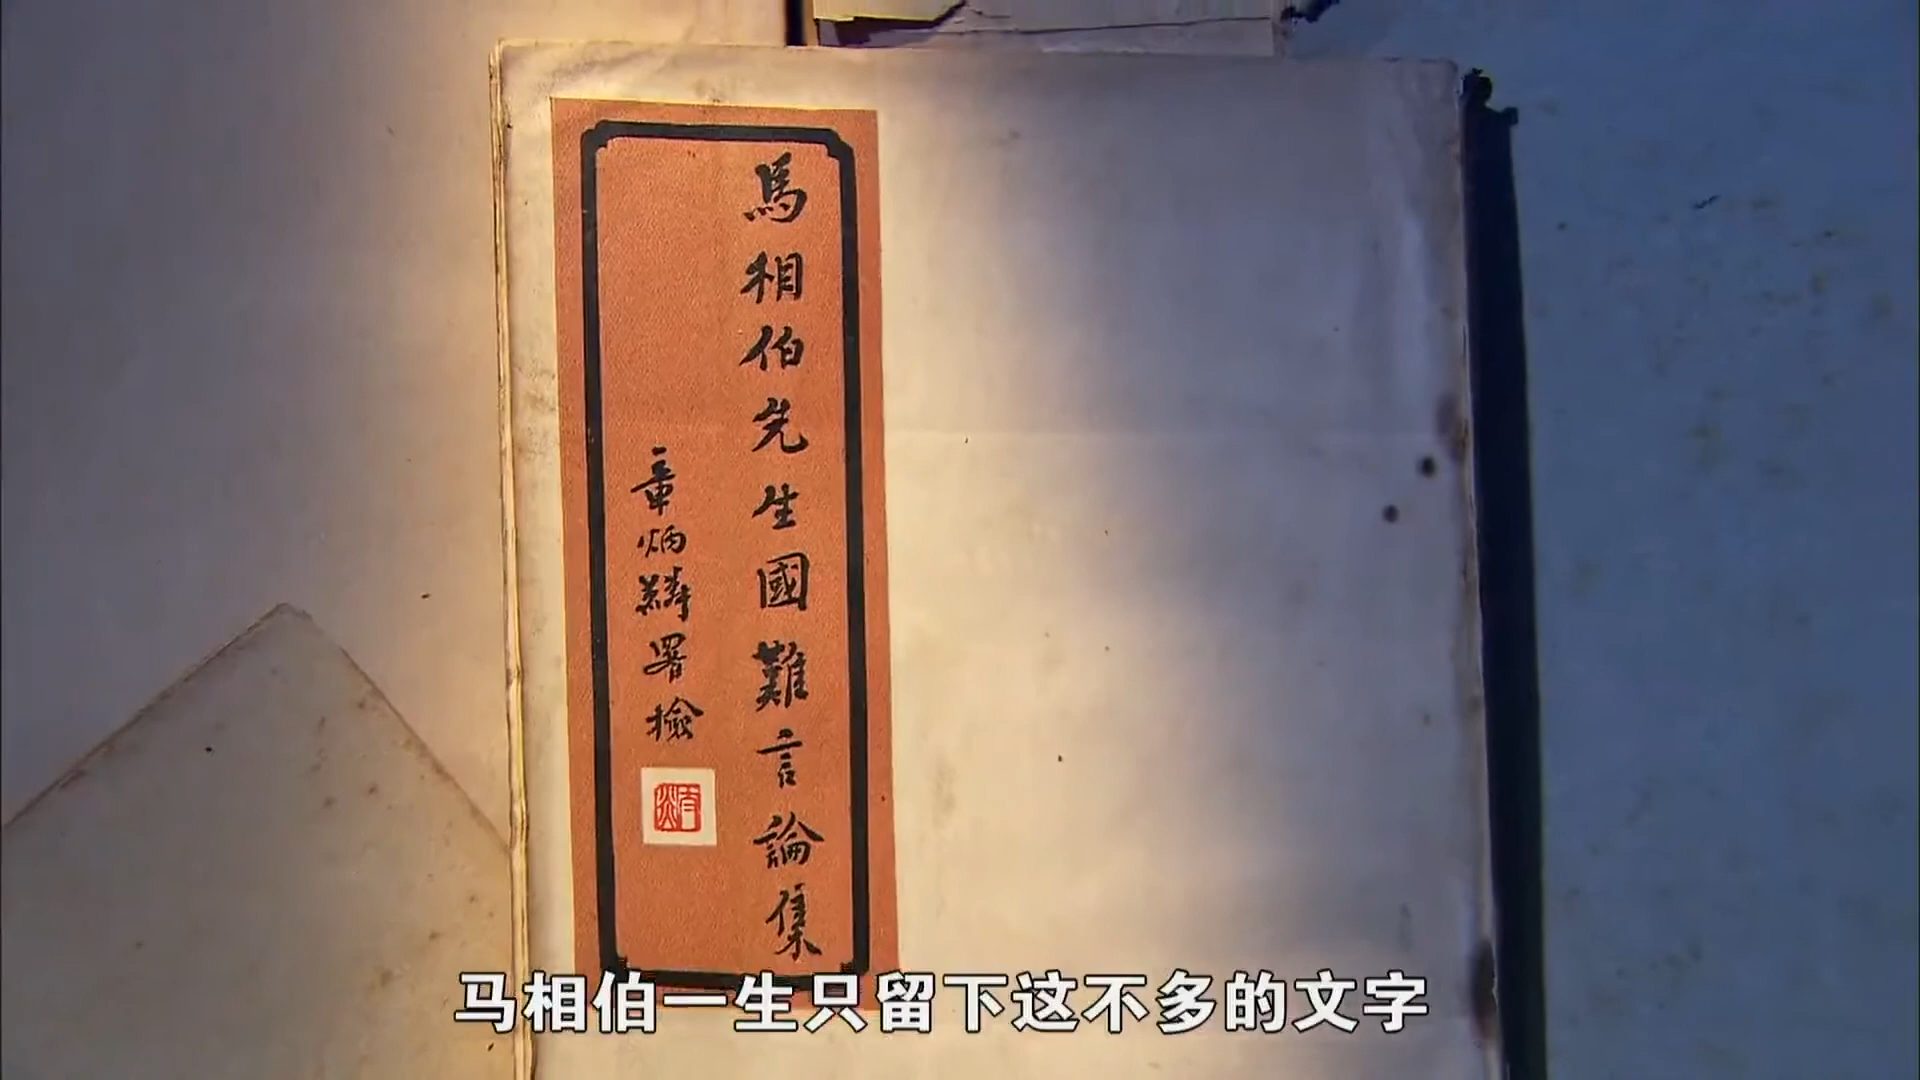 馬相伯先生國難言論集
章炳麟署檢
马相伯一生只留下这不多的文字